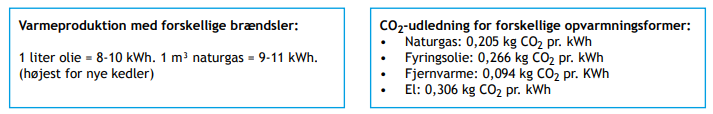 Varmeproduktion med forskellige brændsler:
1 liter olie = 8-10 kWh. 1 m³ naturgas = 9-11 kWh.
(højest for nye kedler)
CO₂-udledning for forskellige opvarmningsformer:
• Naturgas: 0,205 kg CO₂ pr. kWh
• Fyringsolie: 0,266 kg CO₂ pr. kWh
• Fjernvarme: 0,094 kg CO₂ pr. KWh
• El: 0,306 kg CO₂ pr. kWh